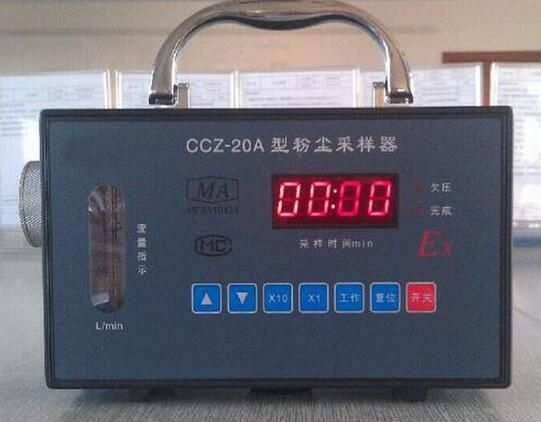 CCZ-20A 型粉尘采样器
MA
MC
00:00
采样时间min
欠压
完成
Ex
流量指示
L/min
X10
X1
工作
复位
开关